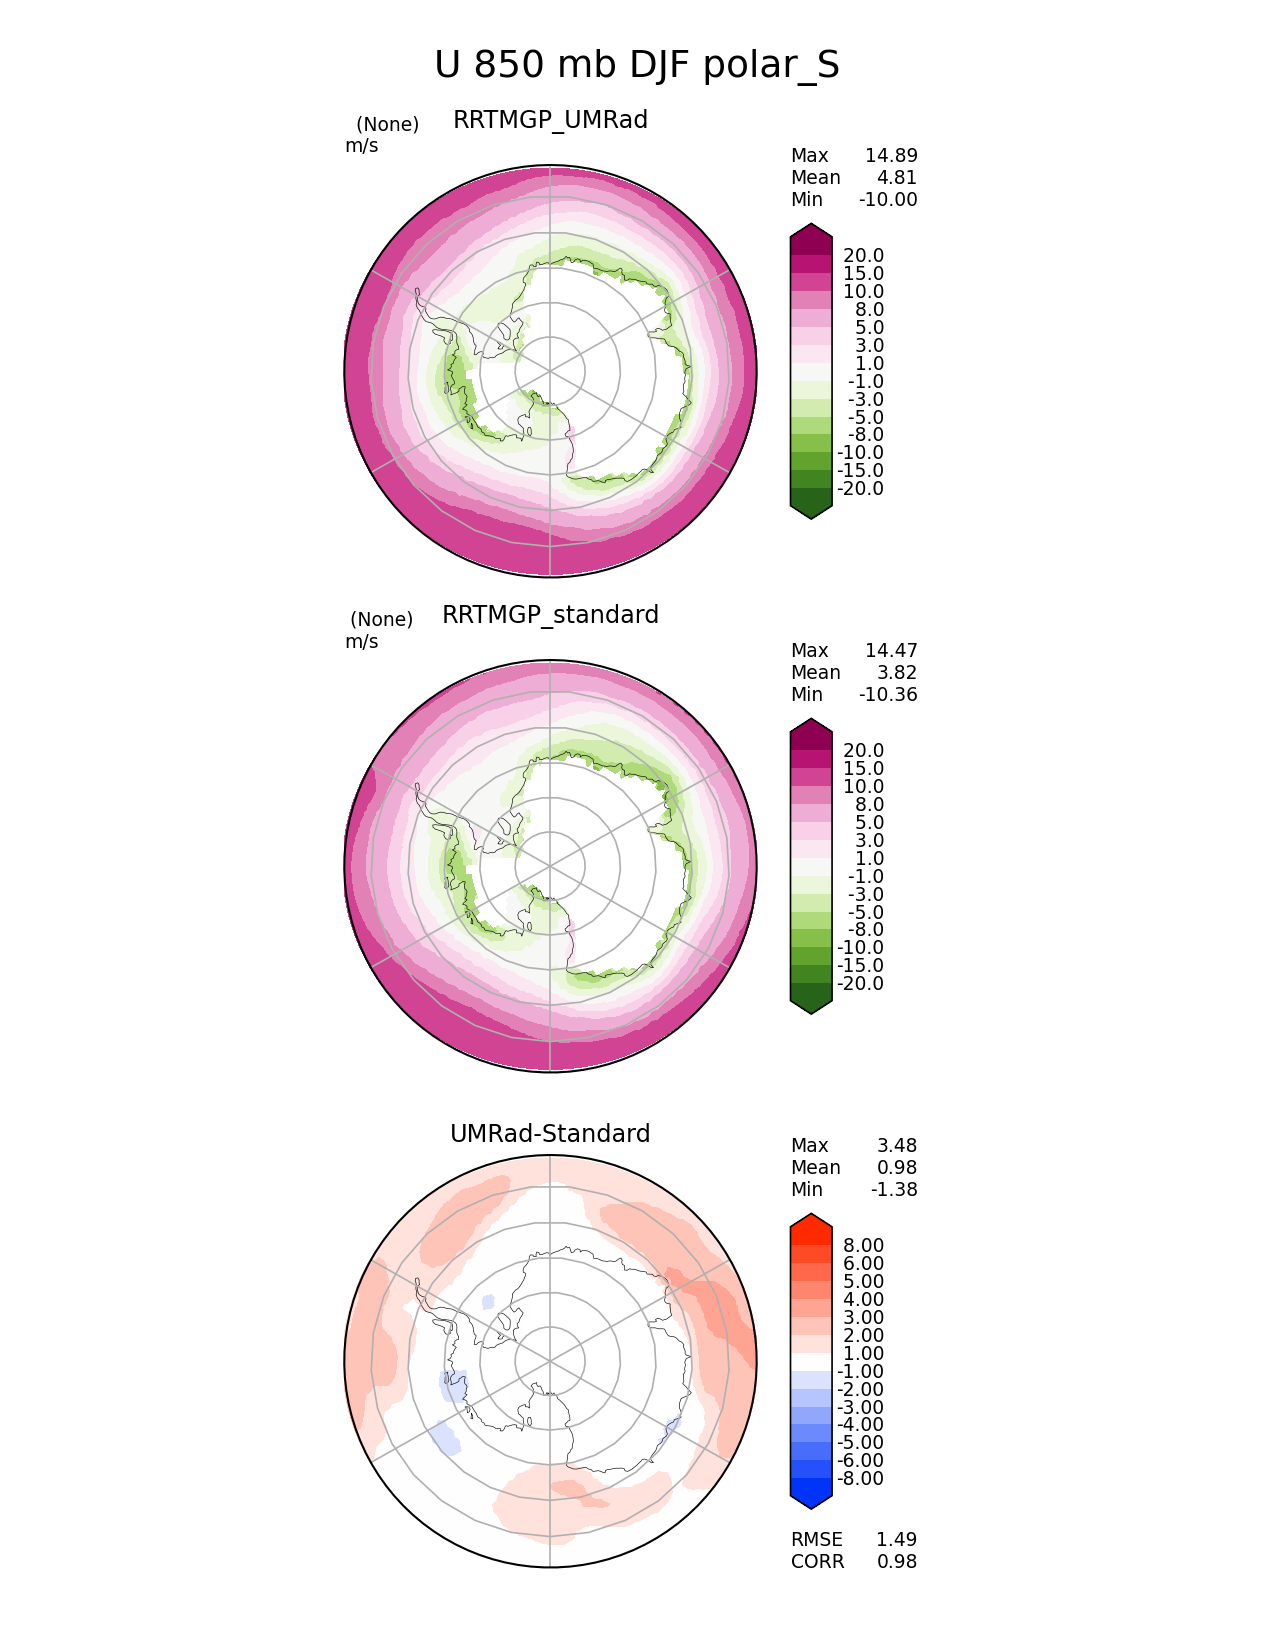 U 850 mb DJF polar_S
(None) RRTMGP_UMRad
m/s
Max 14.89
Mean 4.81
Min -10.00
20.0
15.0
10.0
8.0
5.0
3.0
1.0
-1.0
-3.0
-5.0
-8.0
-10.0
-15.0
-20.0
(None) RRTMGP_standard
m/s
Max 14.47
Mean 3.82
Min -10.36
20.0
15.0
10.0
8.0
5.0
3.0
1.0
-1.0
-3.0
-5.0
-8.0
-10.0
-15.0
-20.0
UMRad-Standard
Max 3.48
Mean 0.98
Min -1.38
8.00
6.00
5.00
4.00
3.00
2.00
1.00
-1.00
-2.00
-3.00
-4.00
-5.00
-6.00
-8.00
RMSE 1.49
CORR 0.98